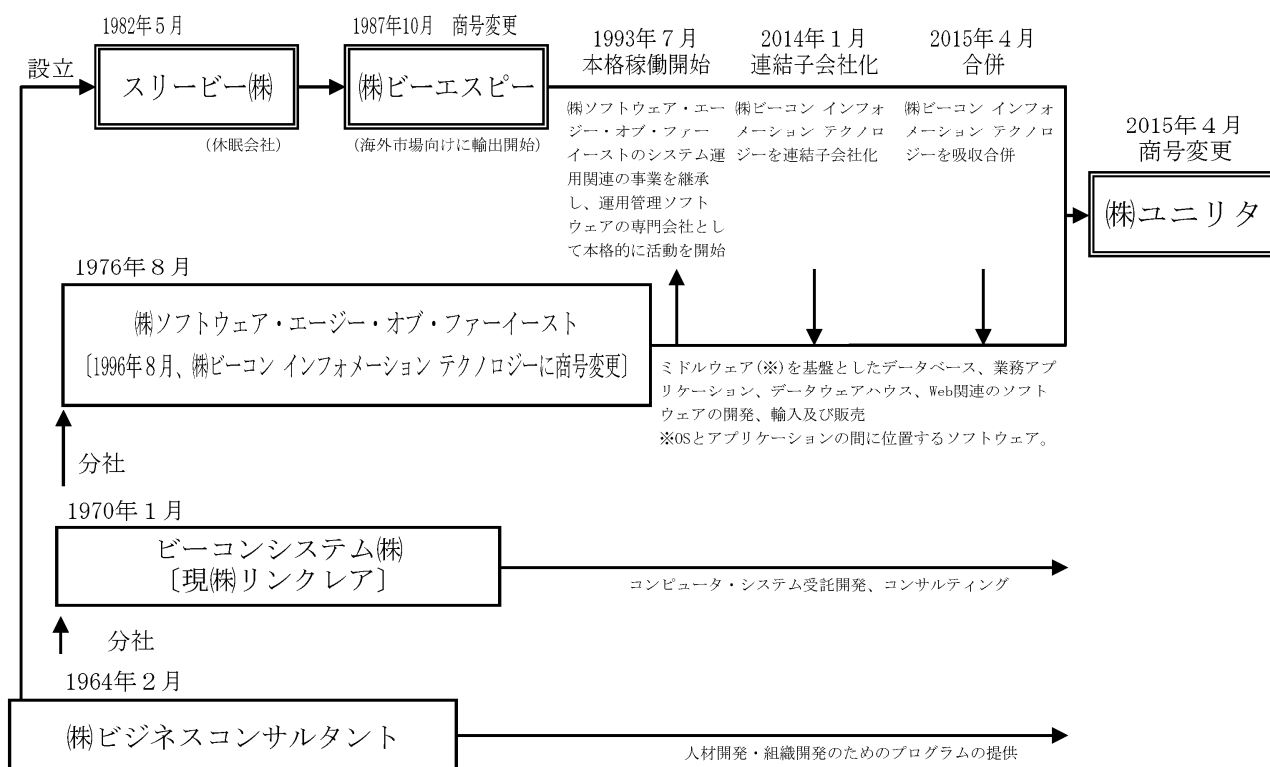 1982年５月
設立
スリービー㈱
(休眠会社)
1987年10月　商号変更
㈱ビーエスピー
(海外市場向けに輸出開始)
1993年７月
本格稼働開始
㈱ソフトウェア・エー
ジー・オブ・ファー
イーストのシステム運
用関連の事業を継承
し、運用管理ソフト
ウェアの専門会社とし
て本格的に活動を開始
2014年１月
連結子会社化
㈱ビーコン インフォ
メーション テクノロ
ジーを連結子会社化
2015年４月
合併
㈱ビーコン インフォ
メーション テクノロ
ジーを吸収合併
2015年４月
商号変更
㈱ユニリタ
1976年８月
㈱ソフトウェア・エージー・オブ・ファーイースト
〔1996年８月、㈱ビーコン インフォメーション テクノロジーに商号変更〕
ミドルウェア(※)を基盤としたデータベース、業務アプ
リケーション、データウェアハウス、Web関連のソフト
ウェアの開発、輸入及び販売
※OSとアプリケーションの間に位置するソフトウェア。
分社
1970年１月
ビーコンシステム㈱
〔現㈱リンクレア〕
コンピュータ・システム受託開発、コンサルティング
分社
1964年２月
㈱ビジネスコンサルタント
人材開発・組織開発のためのプログラムの提供